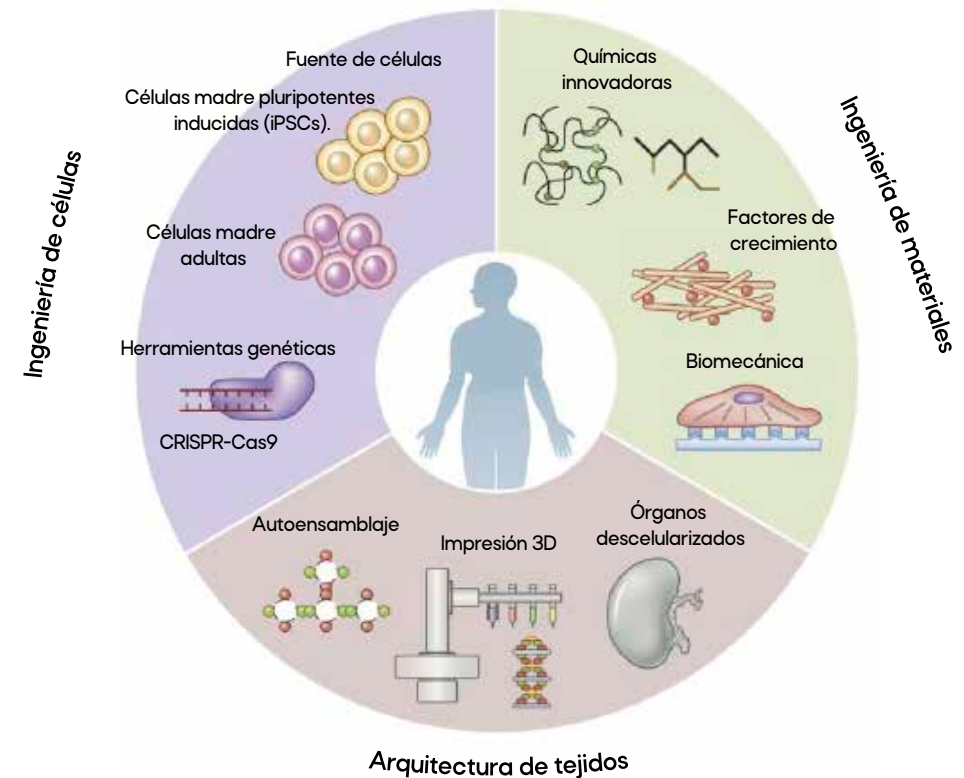 Ingeniería de células
Fuente de células
Células madre pluripotentes
inducidas (iPSCs).
Células madre
adultas
Herramientas genéticas
CRISPR-Cas9
Químicas
innovadoras
Factores de
crecimiento
Biomecánica
Ingeniería de materiales
Autoensamblaje
Impresión 3D
Órganos
descelularizados
Arquitectura de tejidos